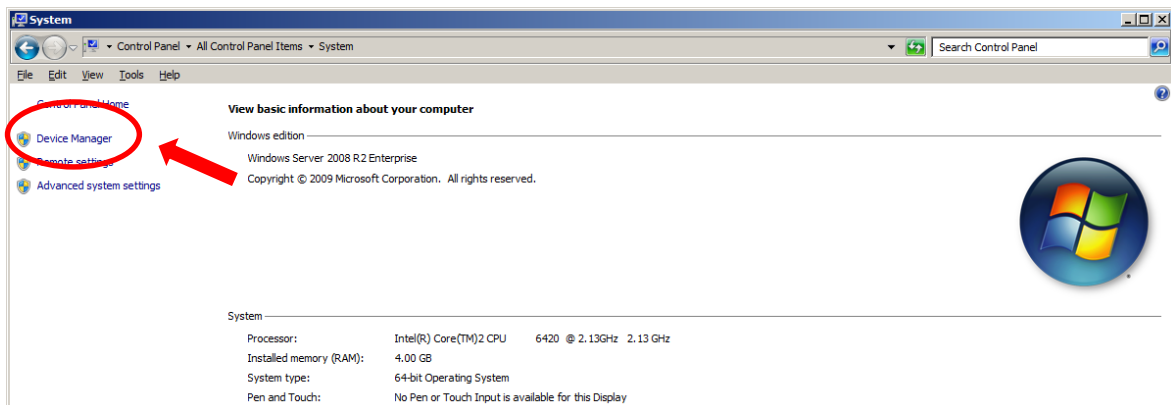 System
Control Panel ▾ All Control Panel Items ▾ System
Search Control Panel
File Edit View Tools Help
Control Panel Home
Device Manager
Remote settings
Advanced system settings
View basic information about your computer
Windows edition
Windows Server 2008 R2 Enterprise
Copyright © 2009 Microsoft Corporation. All rights reserved.
System
Processor: Intel(R) Core(TM)2 CPU 6420 @ 2.13GHz 2.13 GHz
Installed memory (RAM): 4.00 GB
System type: 64-bit Operating System
Pen and Touch: No Pen or Touch Input is available for this Display